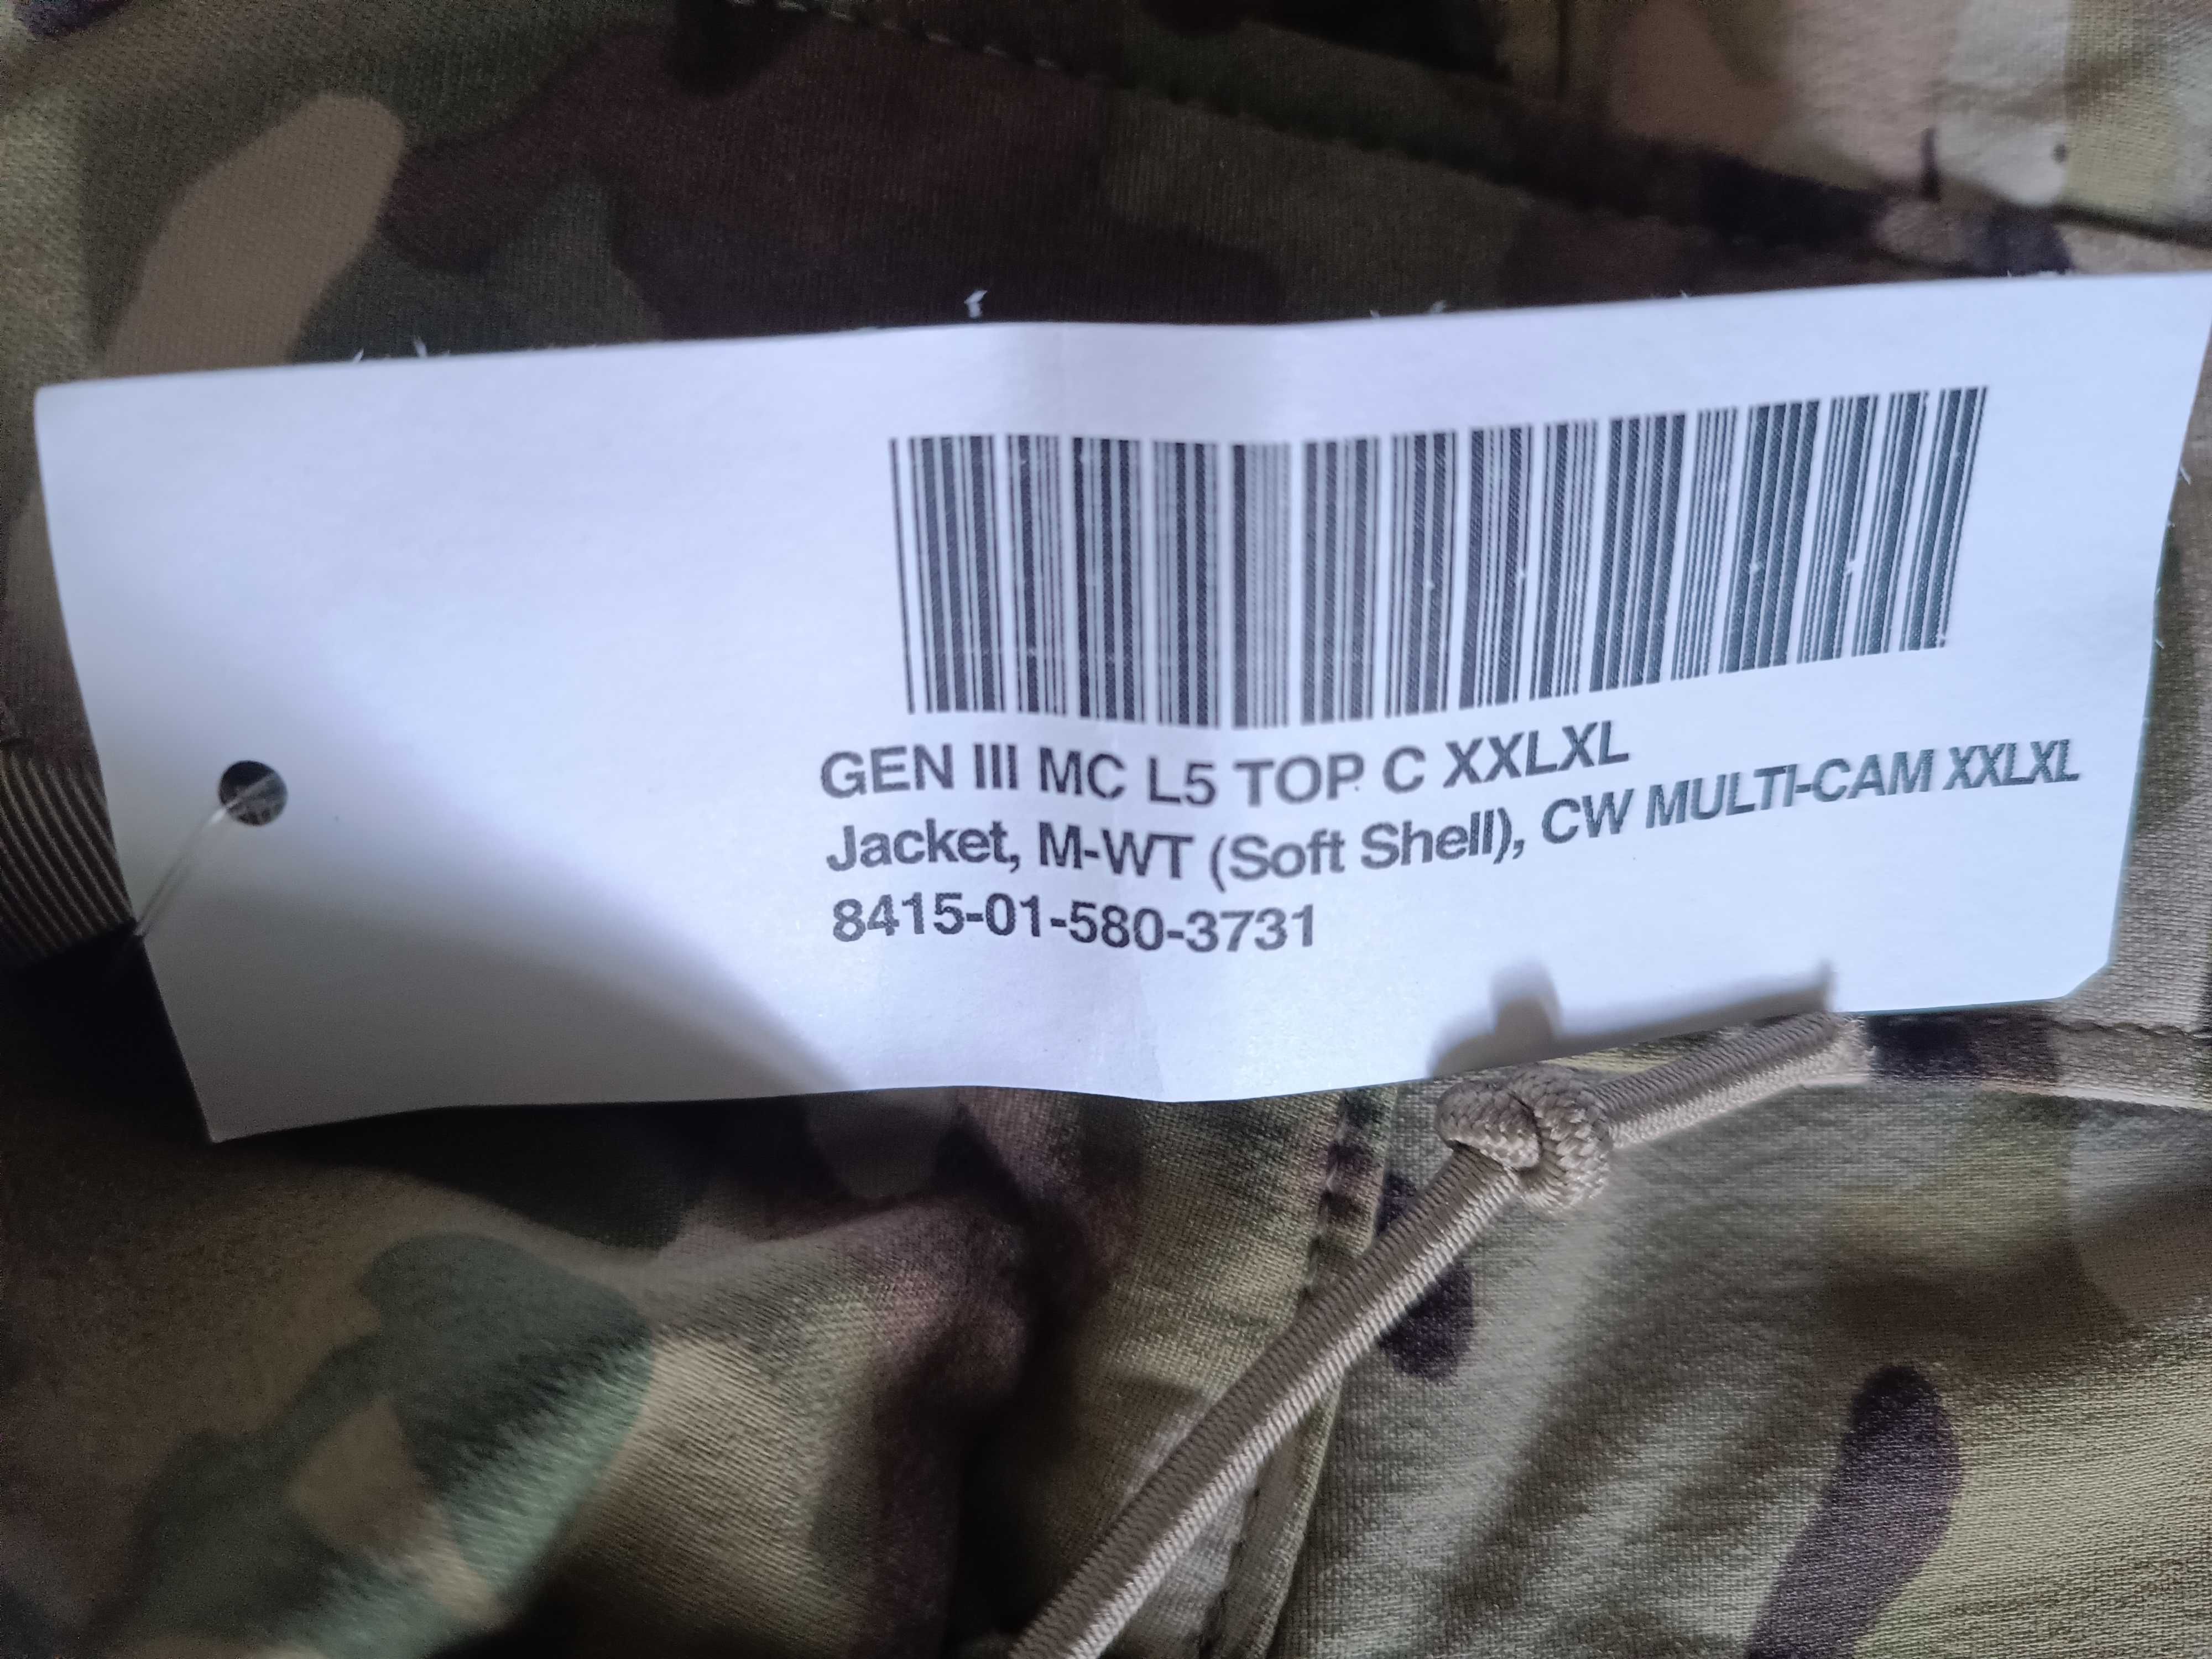 GEN III MC L5 TOP C XXLXL
Jacket, M-WT (Soft Shell), CW MULTI-CAM XXLXL
8415-01-580-3731